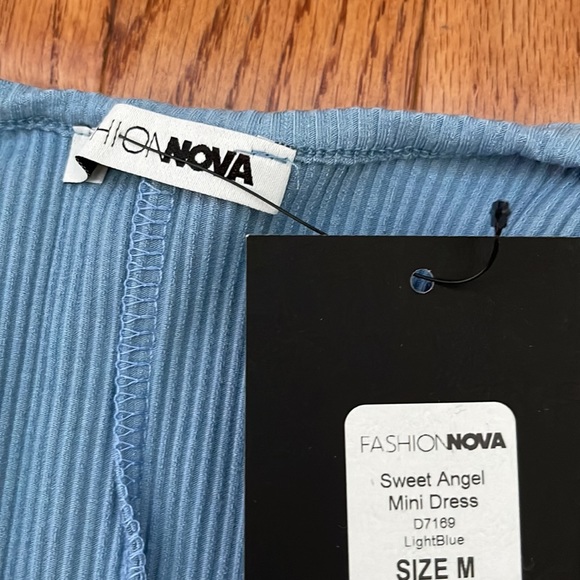 HIONNOVA
FASHIONNOVA
Sweet Angel
Mini Dress
D7169
LightBlue
SIZE M